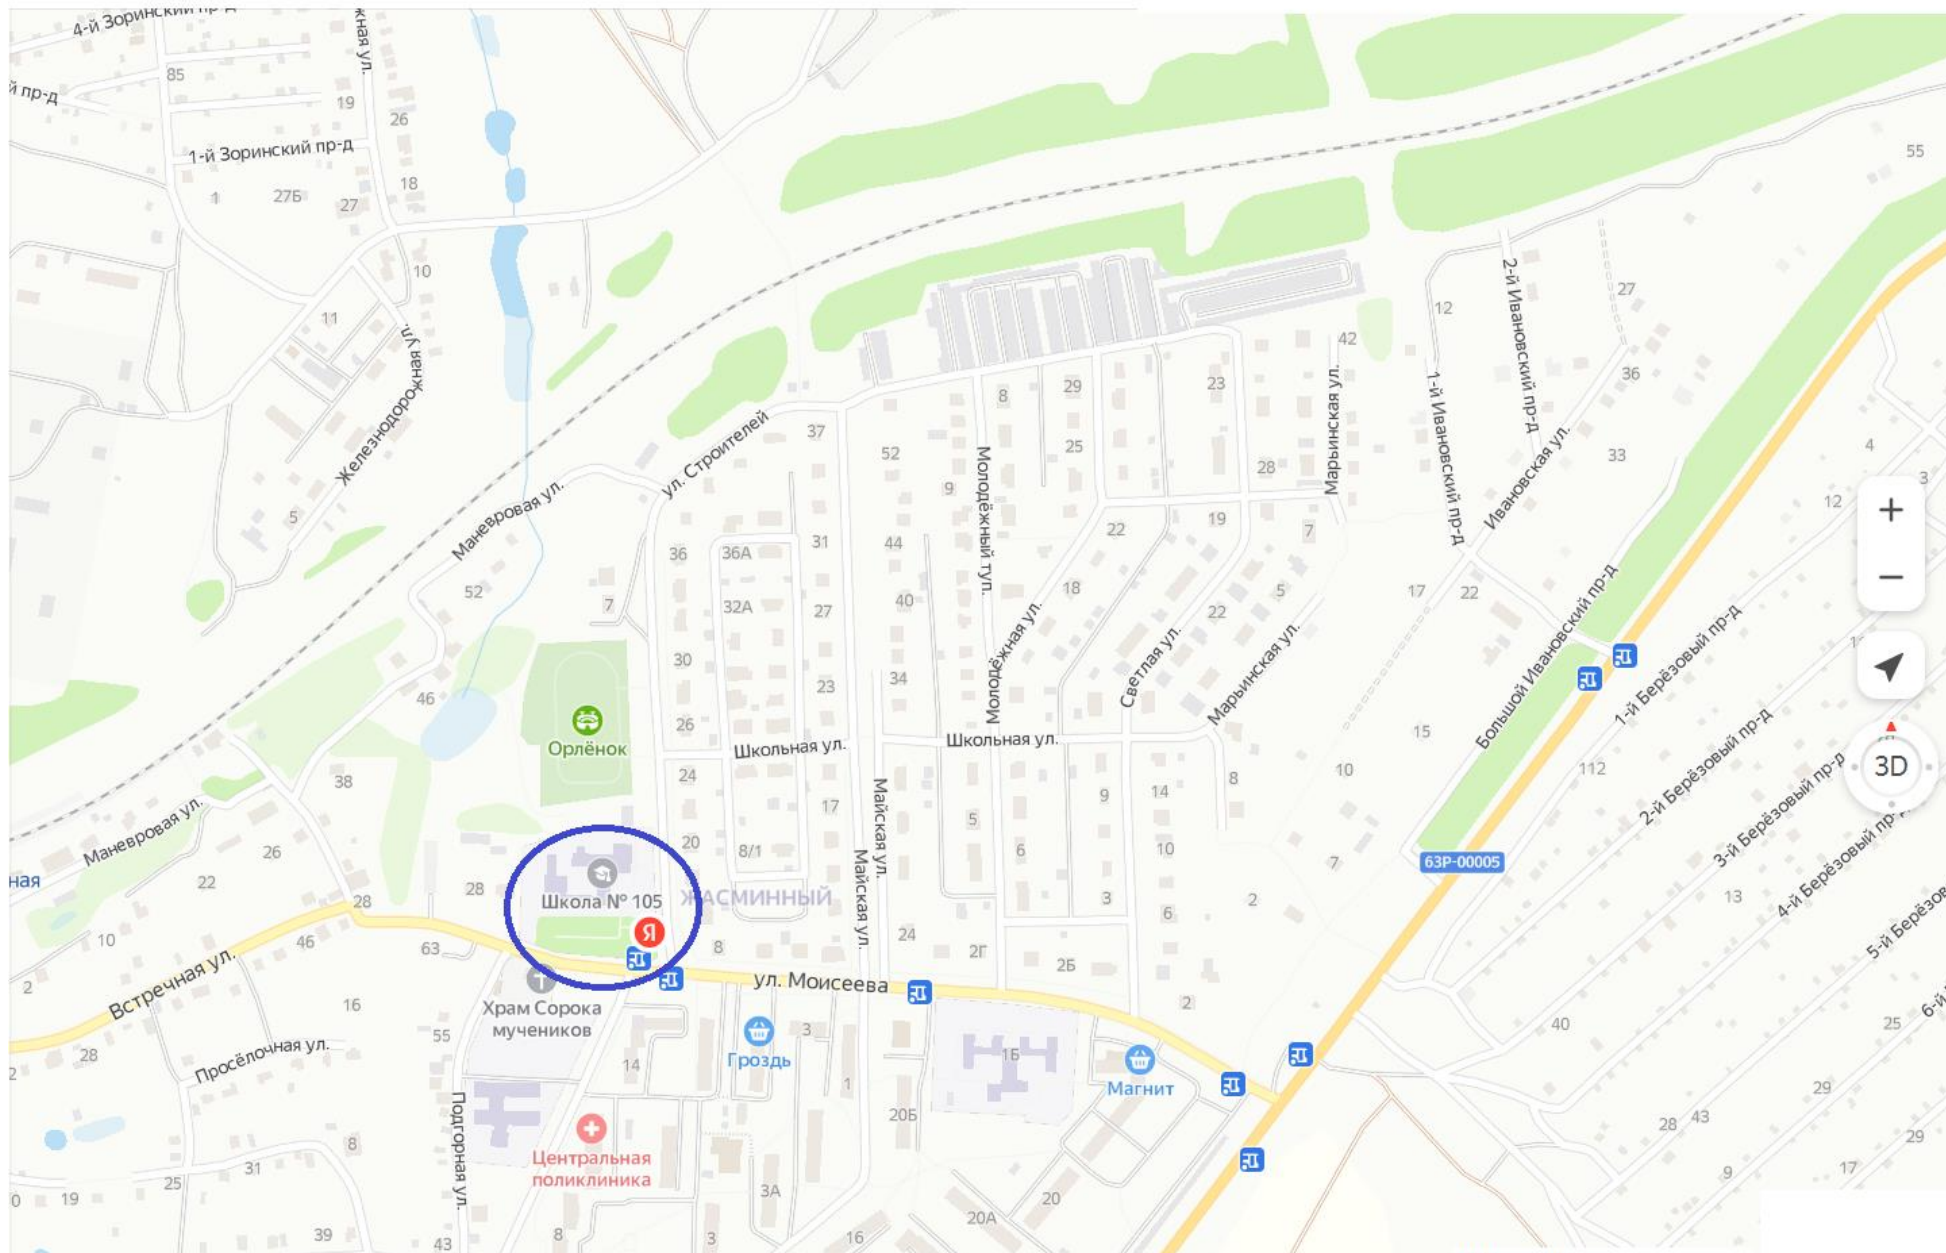 4-й Зоринский пр-д
жная ул.
85
й пр-д
19
26
1-й Зоринский пр-д
18
1
27Б
27
55
10
11
12
2-й Ивановский пр-д
27
Железнодорожная ул.
42
36
1-й Ивановский пр-д
23
29
8
Марьинская ул.
ул. Строителей
37
52
25
Молодёжный туп.
9
28
Ивановская ул.
33
4
3
12
Маневровая ул.
5
22
19
7
36
36А
31
44
52
7
32А
27
40
18
22
5
17
22
Большой Ивановский пр-д
Молодёжная ул.
Светлая ул.
Марьинская ул.
1-й Берёзовый пр-д
30
23
34
46
26
Орлёнок
Школьная ул.
Школьная ул.
15
2-й Берёзовый пр-д
3D
24
38
Майская ул.
17
9
14
8
10
112
3-й Берёзовый пр-д
Маневровая ул.
26
20
8/1
5
6
10
7
63Р-00005
4-й Берёзовый пр-д
ная
22
28
28
Школа № 105
ЖАСМИННЫЙ
Майская ул.
3
6
2
13
5-й Берёзов
10
46
63
Я
8
24
2Г
2Б
Встречная ул.
2
16
Храм Сорока
мучеников
ул. Моисеева
2
40
25
6-й
28
Просёлочная ул.
55
14
Гроздь
3
1
1Б
Магнит
2
20Б
29
43
28
29
8
Подгорная ул.
Центральная
поликлиника
31
25
19
0
3А
20
20А
9
17
39
43
8
3
16